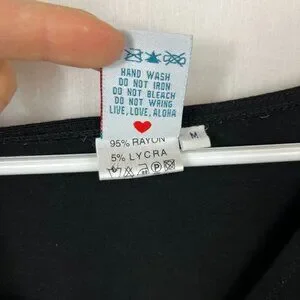 HAND WASH
DO NOT IRON
DO NOT BLEACH
DO NOT WRING
LIVE, LOVE, ALOHA
M
95% RAYON
5% LYCRA